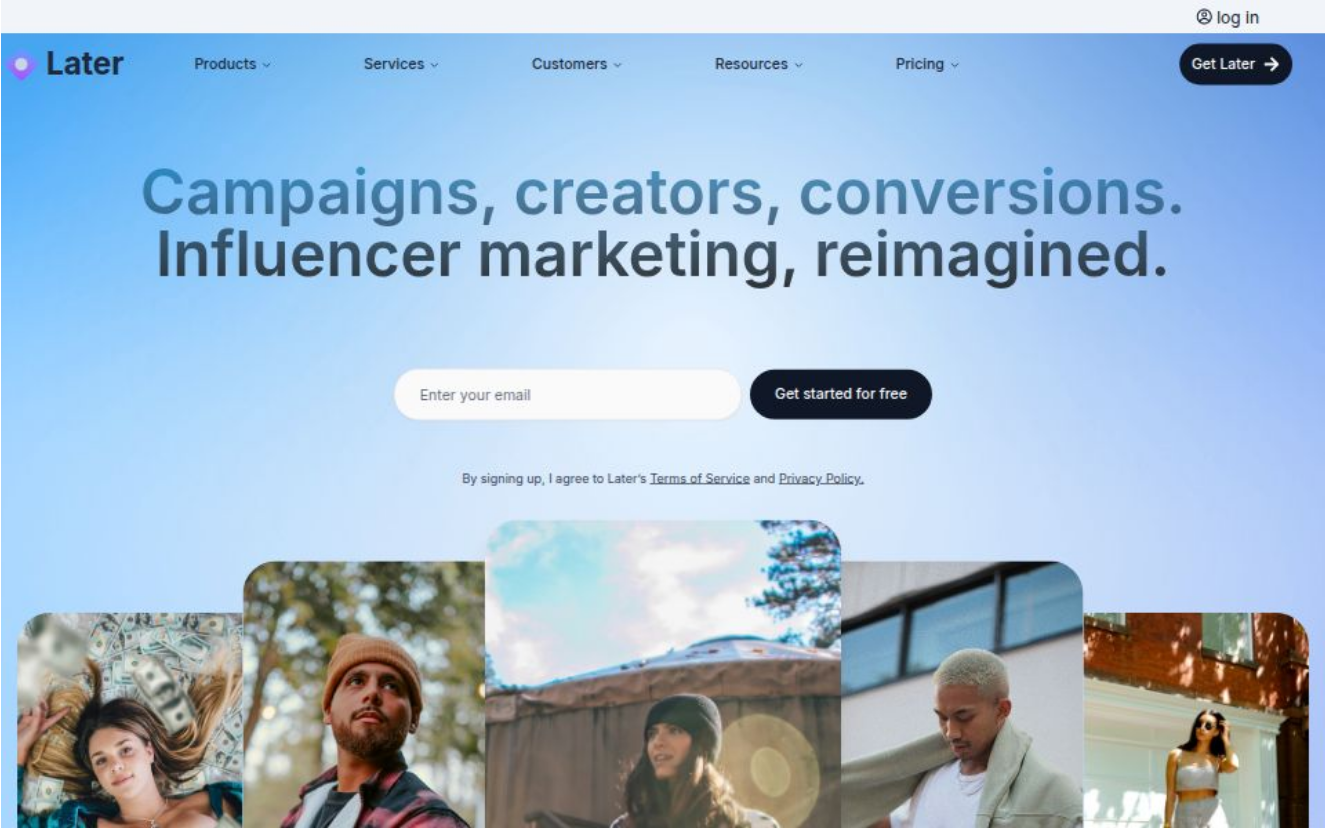 log in
Later
Products
Services
Customers
Resources
Pricing
Get Later
Campaigns, creators, conversions.
Influencer marketing, reimagined.
Enter your email
Get started for free
By signing up, I agree to Later's Terms of Service and Privacy Policy.